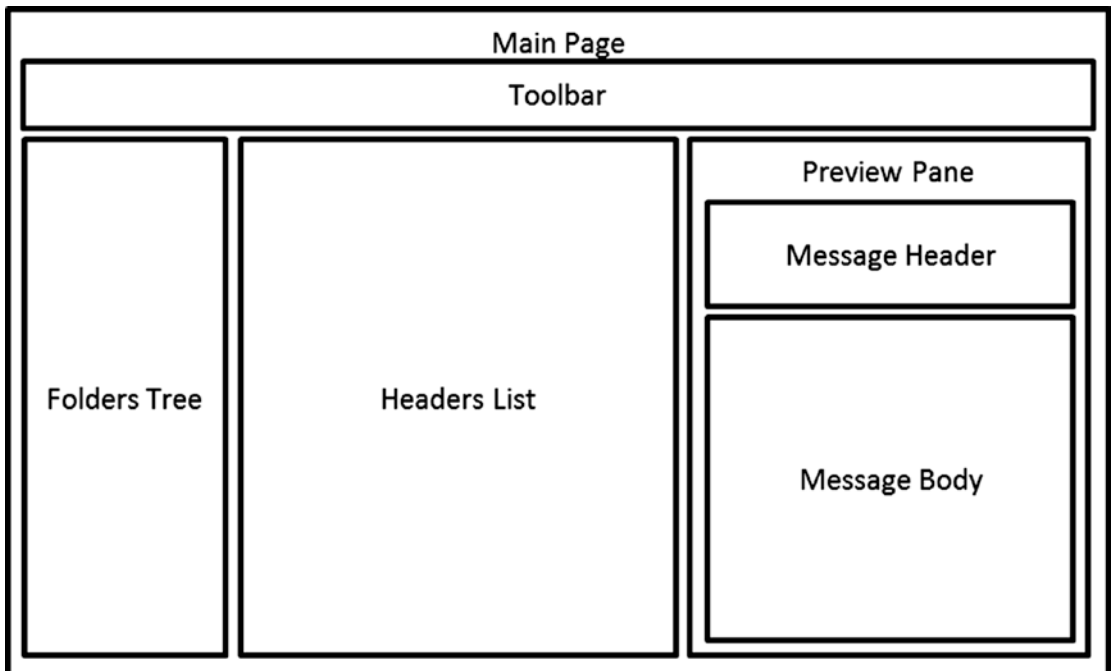 Main Page
Toolbar
Folders Tree
Headers List
Preview Pane
Message Header
Message Body